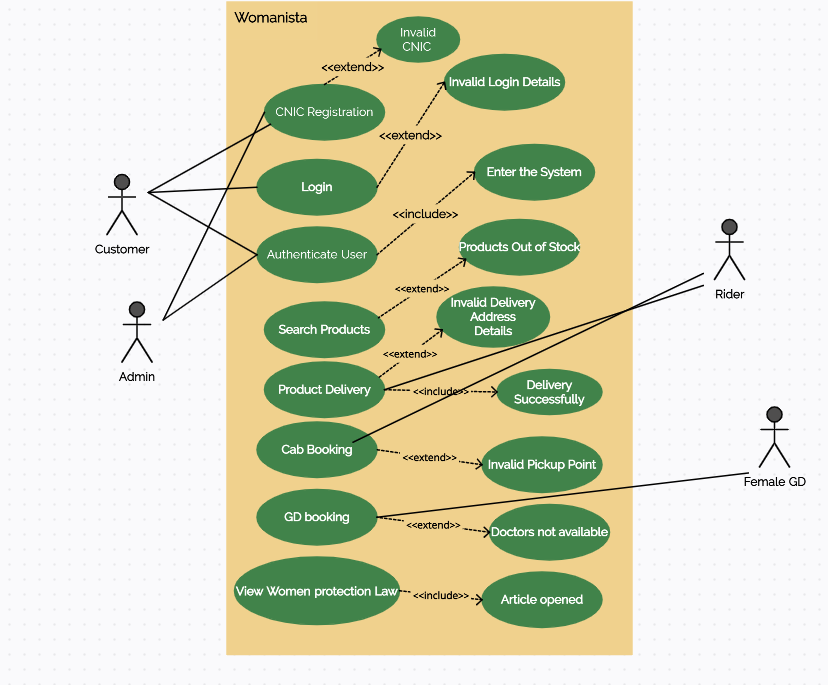 Womanista
Invalid
CNIC
<<extend>>
Invalid Login Details
CNIC Registration
<<extend>>
Login
Enter the System
Customer
<<include>>
Authenticate User
Products Out of Stock
<<extend>>
Rider
Invalid Delivery
Address
Details
Search Products
<<extend>>
Admin
Product Delivery
<<include>>
Delivery
Successfully
Cab Booking
<<extend>>
Invalid Pickup Point
Female GD
GD booking
<<extend>>
Doctors not available
View Women protection Law
<<include>>
Article opened